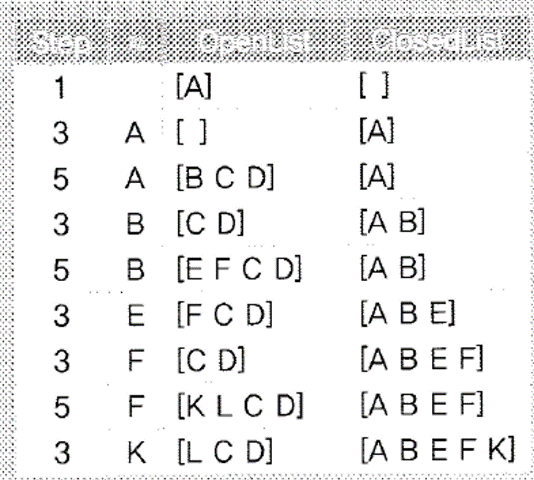 Step n OpenList ClosedList
1 [A] [ ]
3 A [ ] [A]
5 A [B C D] [A]
3 B [C D] [A B]
5 B [E F C D] [A B]
3 E [F C D] [A B E]
3 F [C D] [A B E F]
5 F [K L C D] [A B E F]
3 K [L C D] [A B E F K]